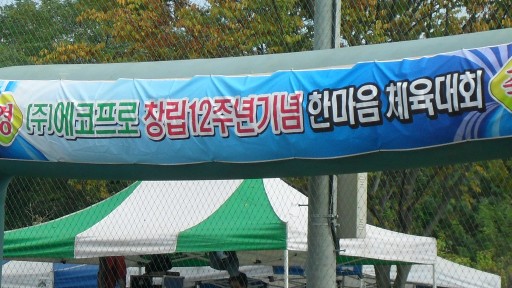 경 (주)에코프로 창립12주년기념 한마음 체육대회